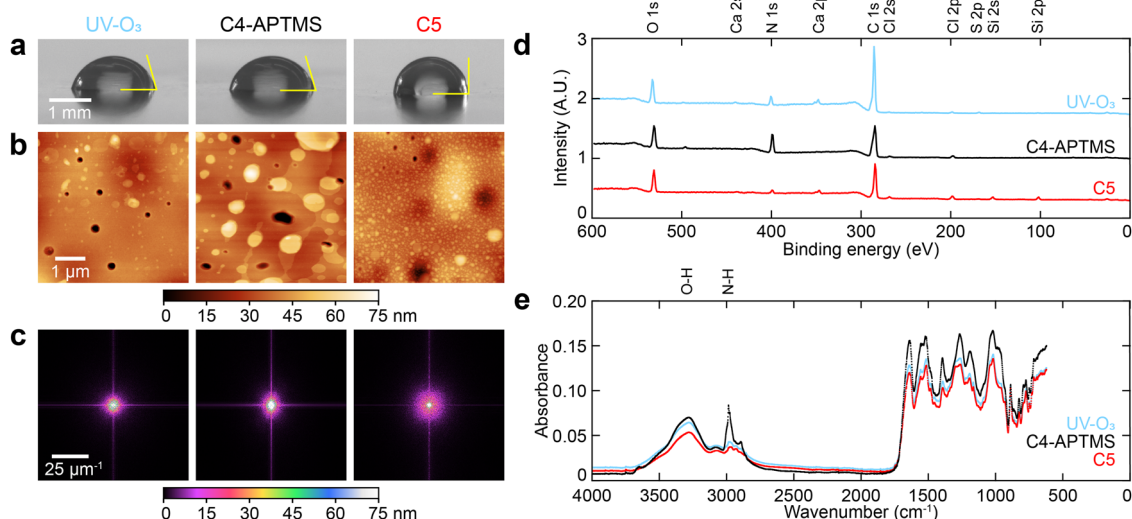 UV-O₃ C4-APTMS C5
a
1 mm
b
1 µm
0 15 30 45 60 75 nm
c
25 µm⁻¹
0 15 30 45 60 75 nm
d
O 1s Ca 2s N 1s Ca 2p C 1s Cl 2s Cl 2p S 2p Si 2s Si 2p
3
2
1
0
Intensity (A.U.)
UV-O₃
C4-APTMS
C5
600 500 400 300 200 100 0
Binding energy (eV)
e
O-H N-H
0.20
0.15
0.10
0.05
0
Absorbance
UV-O₃
C4-APTMS
C5
4000 3500 3000 2500 2000 1500 1000 500 0
Wavenumber (cm⁻¹)